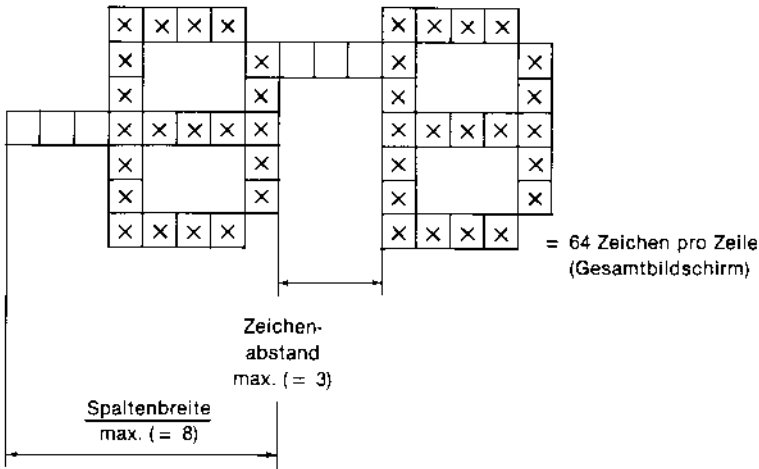 = 64 Zeichen pro Zeile
(Gesamtbildschirm)
Zeichen-
abstand
max. (= 3)
Spaltenbreite
max. (= 8)